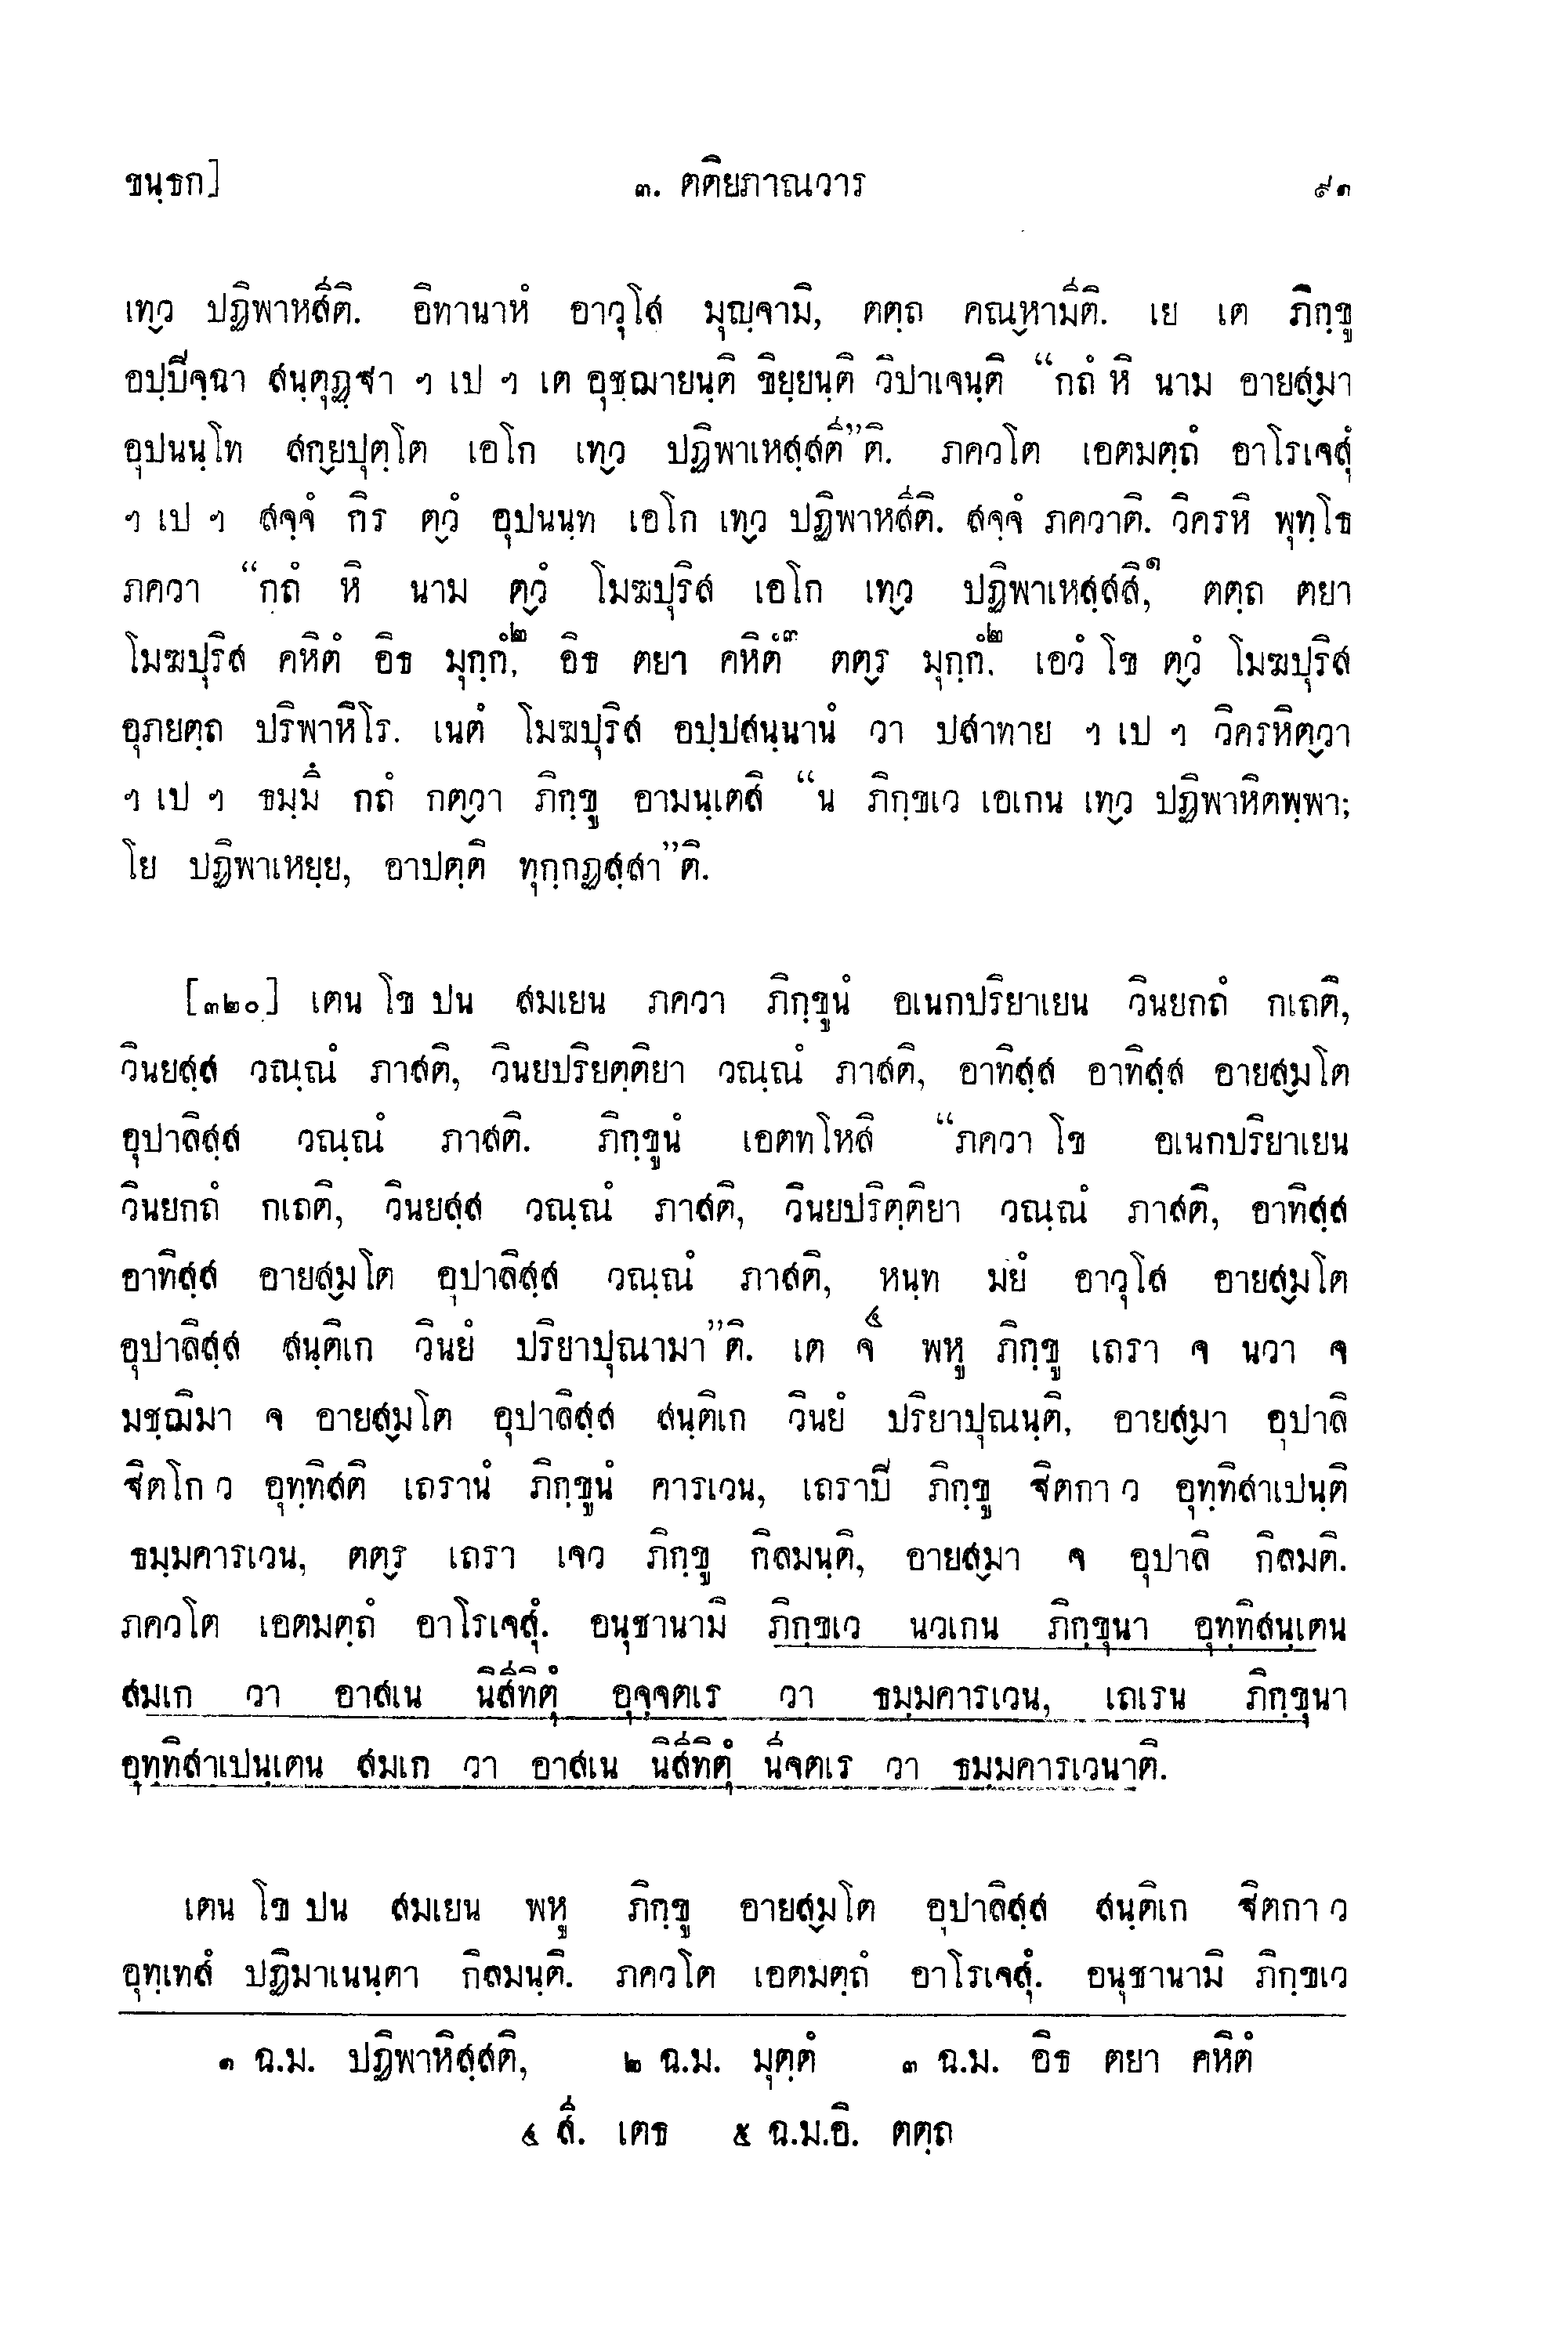 ขนฺธก] ๓. ตติยภาณวาร ๙๑
เทฺว ปฏิพาหสีติ. อิทานาหํ อาวุโส มุญฺจามิ, ตตฺถ คณฺหามีติ. เย เต ภิกฺขู
อปฺปิจฺฉา สนฺตุฏฺฐา ฯ เป ฯ เต อุชฺฌายนฺติ ขิยฺยนฺติ วิปาเจนฺติ “กถํ หิ นาม อายสฺมา
อุปนนฺโท สกฺยปุตฺโต เอโก เทฺว ปฏิพาเหสฺสตี”ติ. ภควโต เอตมตฺถํ อาโรเจสุํ
ฯ เป ฯ สจฺจํ กิร ตฺวํ อุปนนฺท เอโก เทฺว ปฏิพาหสีติ. สจฺจํ ภควาติ. วิครหิ พุทฺโธ
ภควา “กถํ หิ นาม ตฺวํ โมฆปุริส เอโก เทฺว ปฏิพาเหสฺสสิ,๑ ตตฺถ ตยา
โมฆปุริส คหิตํ อิธ มุกฺกํ,๒ อิธ ตยา คหิตํ๓ ตตฺร มุกฺกํ.๒ เอวํ โข ตฺวํ โมฆปุริส
อุภยตฺถ ปริพาหิโร. เนตํ โมฆปุริส อปฺปสนฺนานํ วา ปสาทาย ฯ เป ฯ วิครหิตฺวา
ฯ เป ฯ ธมฺมิํ กถํ กตฺวา ภิกฺขู อามนฺเตสิ “น ภิกฺขเว เอเกน เทฺว ปฏิพาหิตพฺพา;
โย ปฏิพาเหยฺย, อาปตฺติ ทุกฺกฏสฺสา”ติ.
[๓๒๐] เตน โข ปน สมเยน ภควา ภิกฺขูนํ อเนกปริยาเยน วินยกถํ กเถติ,
วินยสฺส วณฺณํ ภาสติ, วินยปริยตฺติยา วณฺณํ ภาสติ, อาทิสฺส อาทิสฺส อายสฺมโต
อุปาลิสฺส วณฺณํ ภาสติ. ภิกฺขูนํ เอตทโหสิ “ภควา โข อเนกปริยาเยน
วินยกถํ กเถติ, วินยสฺส วณฺณํ ภาสติ, วินยปริตฺติยา วณฺณํ ภาสติ, อาทิสฺส
อาทิสฺส อายสฺมโต อุปาลิสฺส วณฺณํ ภาสติ, หนฺท มยํ อาวุโส อายสฺมโต
อุปาลิสฺส สนฺติเก วินยํ ปริยาปุณามา”ติ. เต จ๔ พหู ภิกฺขู เถรา จ นวา จ
มชฺฌิมา จ อายสฺมโต อุปาลิสฺส สนฺติเก วินยํ ปริยาปุณนฺติ, อายสฺมา อุปาลิ
ฐิตโก ว อุทฺทิสติ เถรานํ ภิกฺขูนํ คารเวน, เถราปี ภิกฺขู ฐิตกา ว อุทฺทิสาเปนฺติ
ธมฺมคารเวน, ตตฺร เถรา เจว ภิกฺขู กิลมนฺติ, อายสฺมา จ อุปาลิ กิลมติ.
ภควโต เอตมตฺถํ อาโรเจสุํ. อนุชานามิ ภิกฺขเว นวเกน ภิกฺขุนา อุทฺทิสนฺเตน
สมเก วา อาสเน นิสีทิตุํ อุจฺจตเร วา ธมฺมคารเวน, เถเรน ภิกฺขุนา
อุทฺทิสาเปนฺเตน สมเก วา อาสเน นิสีทิตุํ นีจตเร วา ธมฺมคารเวนาติ.
เตน โข ปน สมเยน พหู ภิกฺขู อายสฺมโต อุปาลิสฺส สนฺติเก ฐิตกา ว
อุทฺเทสํ ปฏิมาเนนฺตา กิลมนฺติ. ภควโต เอตมตฺถํ อาโรเจสุํ. อนุชานามิ ภิกฺขเว
๑ ฉ.ม. ปฏิพาหิสฺสติ, ๒ ฉ.ม. มุตฺตํ ๓ ฉ.ม. อิธ ตยา คหิตํ
๔ สี. เตธ ๕ ฉ.ม.อิ. ตตฺถ